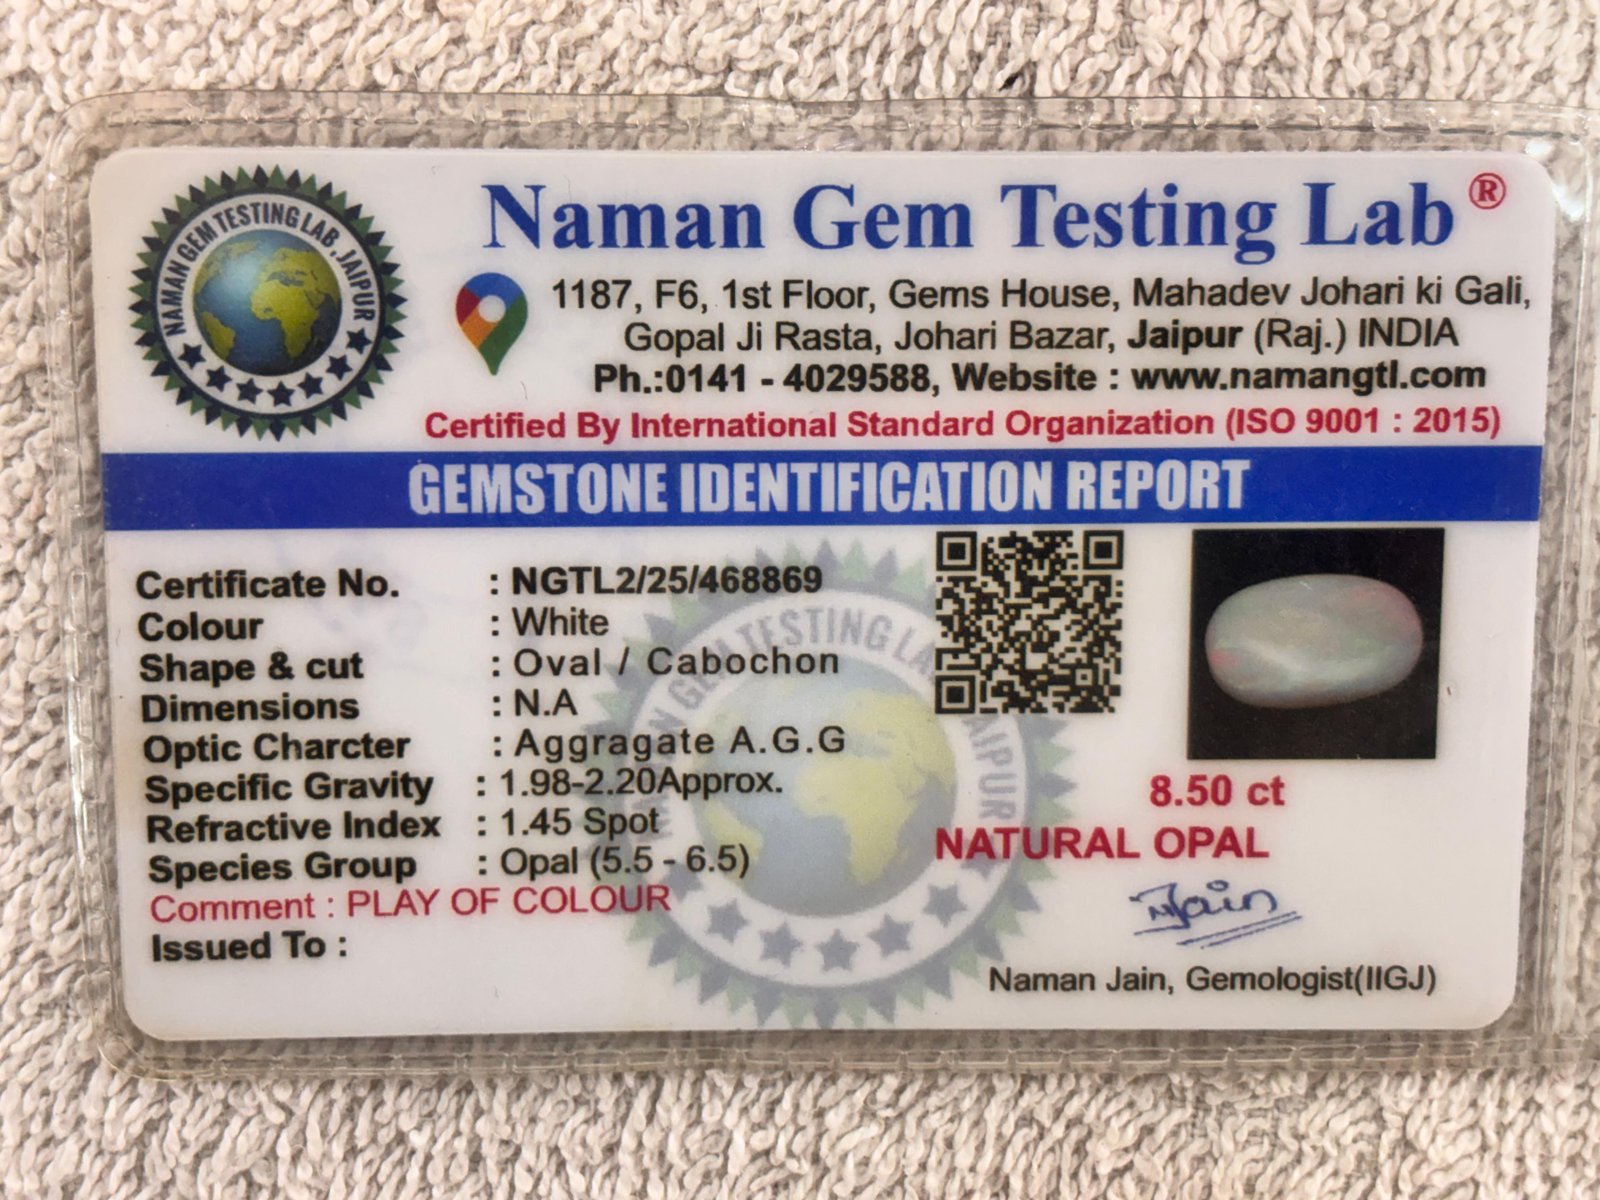 NAMAN GEM TESTING LAB, JAIPUR
Naman Gem Testing Lab ®
1187, F6, 1st Floor, Gems House, Mahadev Johari ki Gali,
Gopal Ji Rasta, Johari Bazar, Jaipur (Raj.) INDIA
Ph.:0141 - 4029588, Website : www.namangtl.com
Certified By International Standard Organization (ISO 9001 : 2015)
GEMSTONE IDENTIFICATION REPORT
Certificate No. : NGTL2/25/468869
Colour : White
Shape & cut : Oval / Cabochon
Dimensions : N.A
Optic Charcter : Aggragate A.G.G
Specific Gravity : 1.98-2.20Approx.
Refractive Index : 1.45 Spot
Species Group : Opal (5.5 - 6.5)
Comment : PLAY OF COLOUR
Issued To :
8.50 ct
NATURAL OPAL
NJain
Naman Jain, Gemologist(IIGJ)